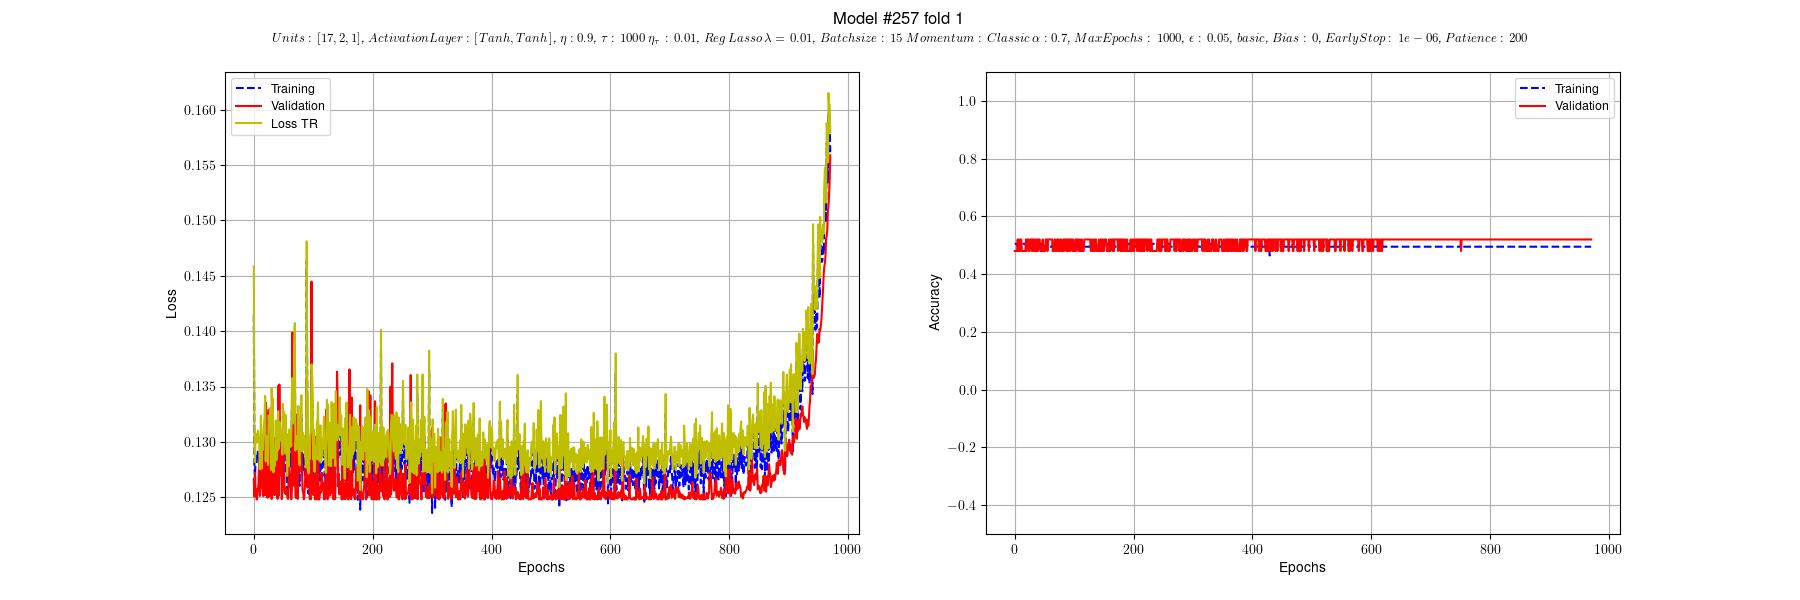 Model #257 fold 1
Units : [17, 2, 1], ActivationLayer : [Tanh, Tanh], η : 0.9, τ : 1000 η_τ : 0.01, Reg Lasso λ = 0.01, Batchsize : 15 Momentum : Classic α : 0.7, MaxEpochs : 1000, ϵ : 0.05, basic, Bias : 0, EarlyStop : 1e − 06, Patience : 200
Training
Validation
Loss TR
0.160
0.155
0.150
0.145
0.140
0.135
0.130
0.125
Loss
0 200 400 600 800 1000
Epochs
Training
Validation
1.0
0.8
0.6
0.4
0.2
0.0
−0.2
−0.4
Accuracy
0 200 400 600 800 1000
Epochs